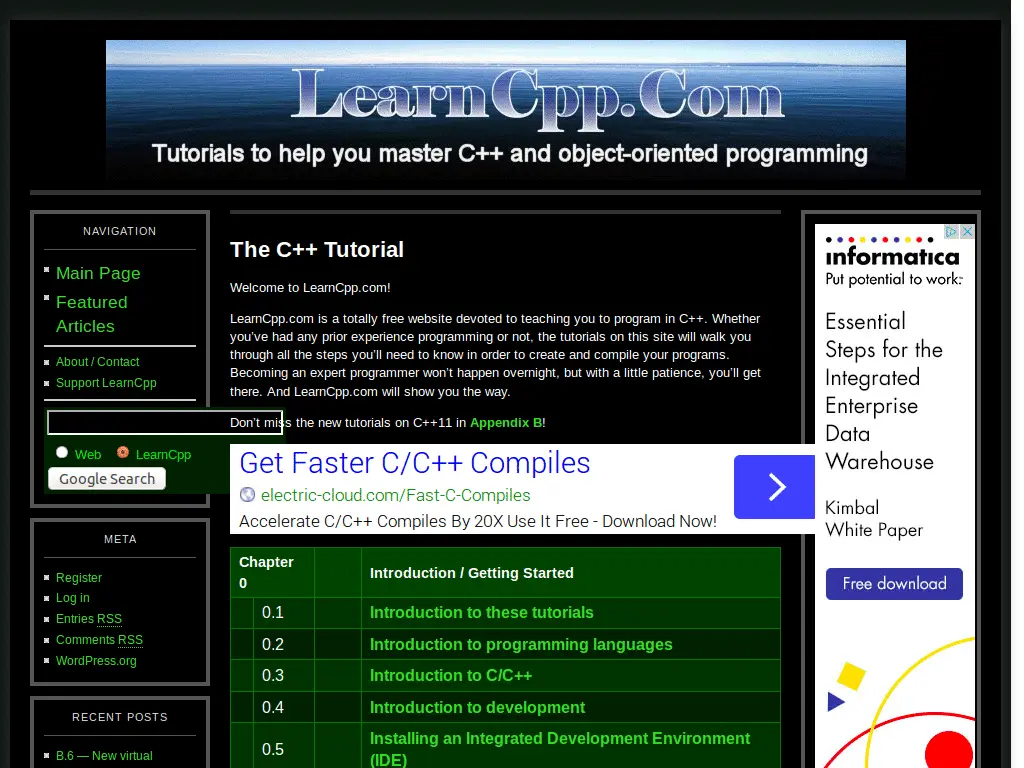 LearnCpp.Com
Tutorials to help you master C++ and object-oriented programming
NAVIGATION
Main Page
Featured
Articles
About / Contact
Support LearnCpp
Web
LearnCpp
Google Search
META
Register
Log in
Entries RSS
Comments RSS
WordPress.org
RECENT POSTS
B.6 — New virtual
The C++ Tutorial
Welcome to LearnCpp.com!
LearnCpp.com is a totally free website devoted to teaching you to program in C++. Whether
you've had any prior experience programming or not, the tutorials on this site will walk you
through all the steps you'll need to know in order to create and compile your programs.
Becoming an expert programmer won't happen overnight, but with a little patience, you'll get
there. And LearnCpp.com will show you the way.
Don't miss the new tutorials on C++11 in Appendix B!
Get Faster C/C++ Compiles
electric-cloud.com/Fast-C-Compiles
Accelerate C/C++ Compiles By 20X Use It Free - Download Now!
Chapter
0
Introduction / Getting Started
0.1 Introduction to these tutorials
0.2 Introduction to programming languages
0.3 Introduction to C/C++
0.4 Introduction to development
0.5 Installing an Integrated Development Environment
(IDE)
informatica
Put potential to work:
Essential
Steps for the
Integrated
Enterprise
Data
Warehouse
Kimbal
White Paper
Free download